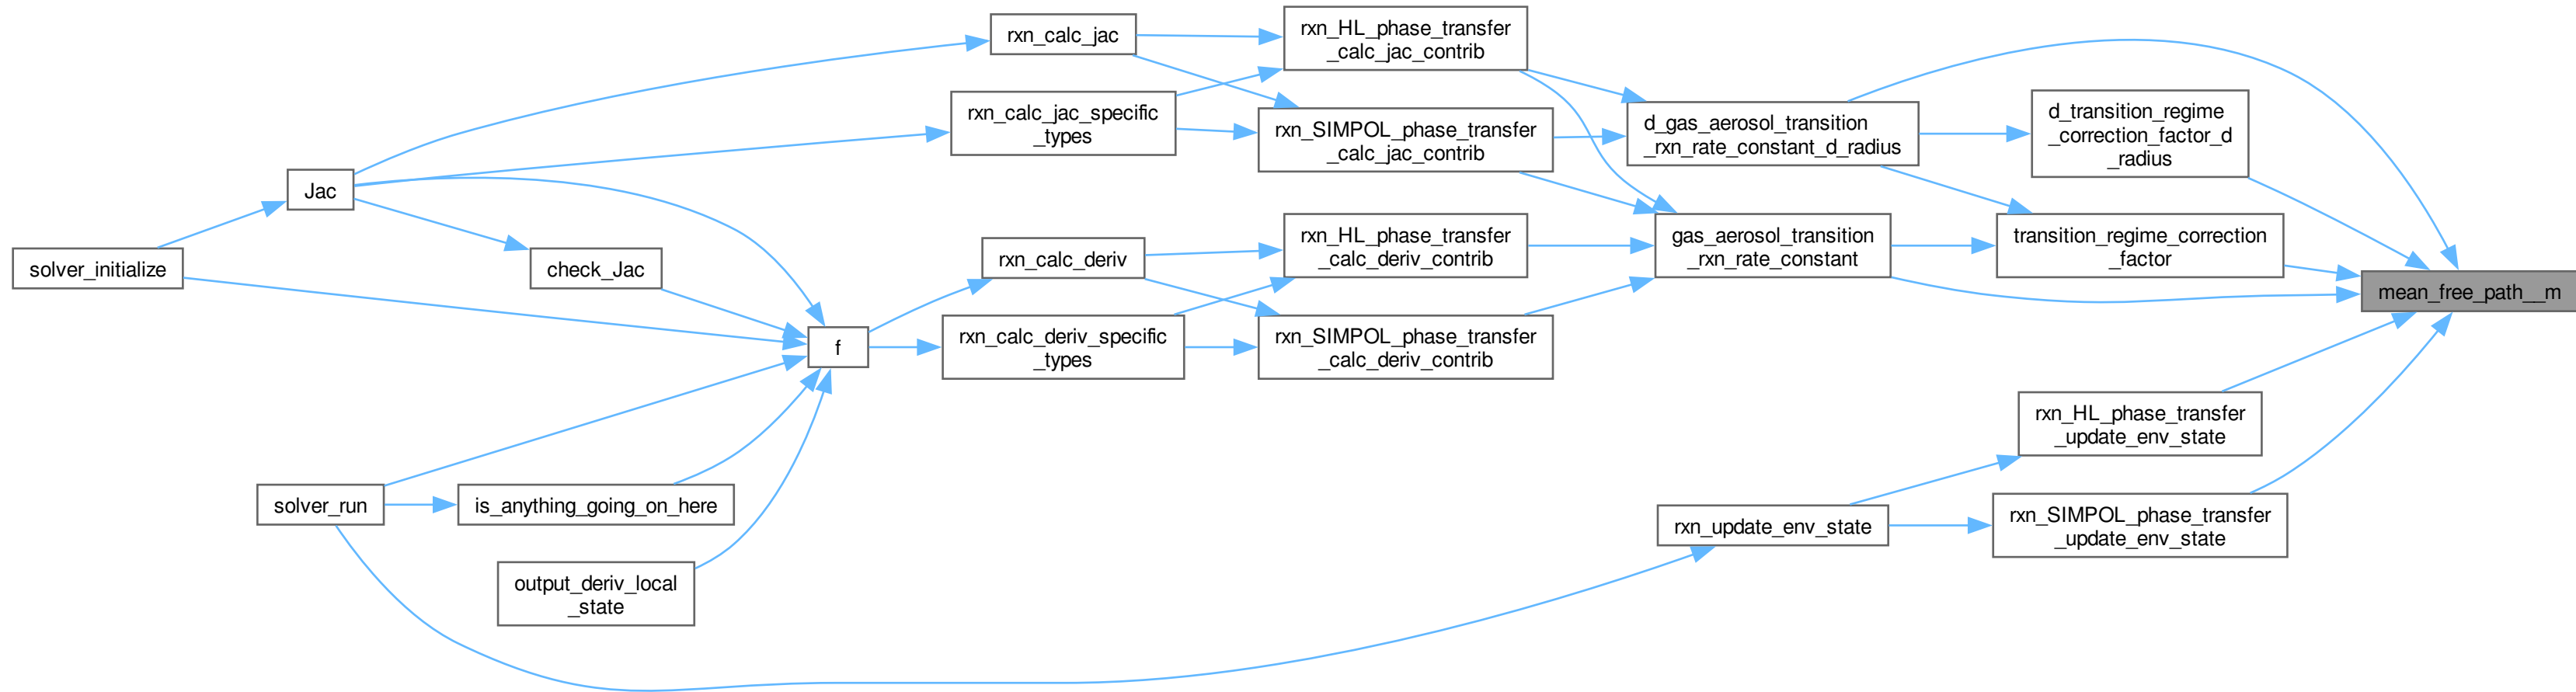 rxn_calc_jac
rxn_HL_phase_transfer
_calc_jac_contrib
rxn_calc_jac_specific
_types
rxn_SIMPOL_phase_transfer
_calc_jac_contrib
d_gas_aerosol_transition
_rxn_rate_constant_d_radius
d_transition_regime
_correction_factor_d
_radius
Jac
solver_initialize
check_Jac
rxn_calc_deriv
rxn_HL_phase_transfer
_calc_deriv_contrib
gas_aerosol_transition
_rxn_rate_constant
transition_regime_correction
_factor
mean_free_path__m
f
rxn_calc_deriv_specific
_types
rxn_SIMPOL_phase_transfer
_calc_deriv_contrib
rxn_HL_phase_transfer
_update_env_state
solver_run
is_anything_going_on_here
rxn_update_env_state
rxn_SIMPOL_phase_transfer
_update_env_state
output_deriv_local
_state